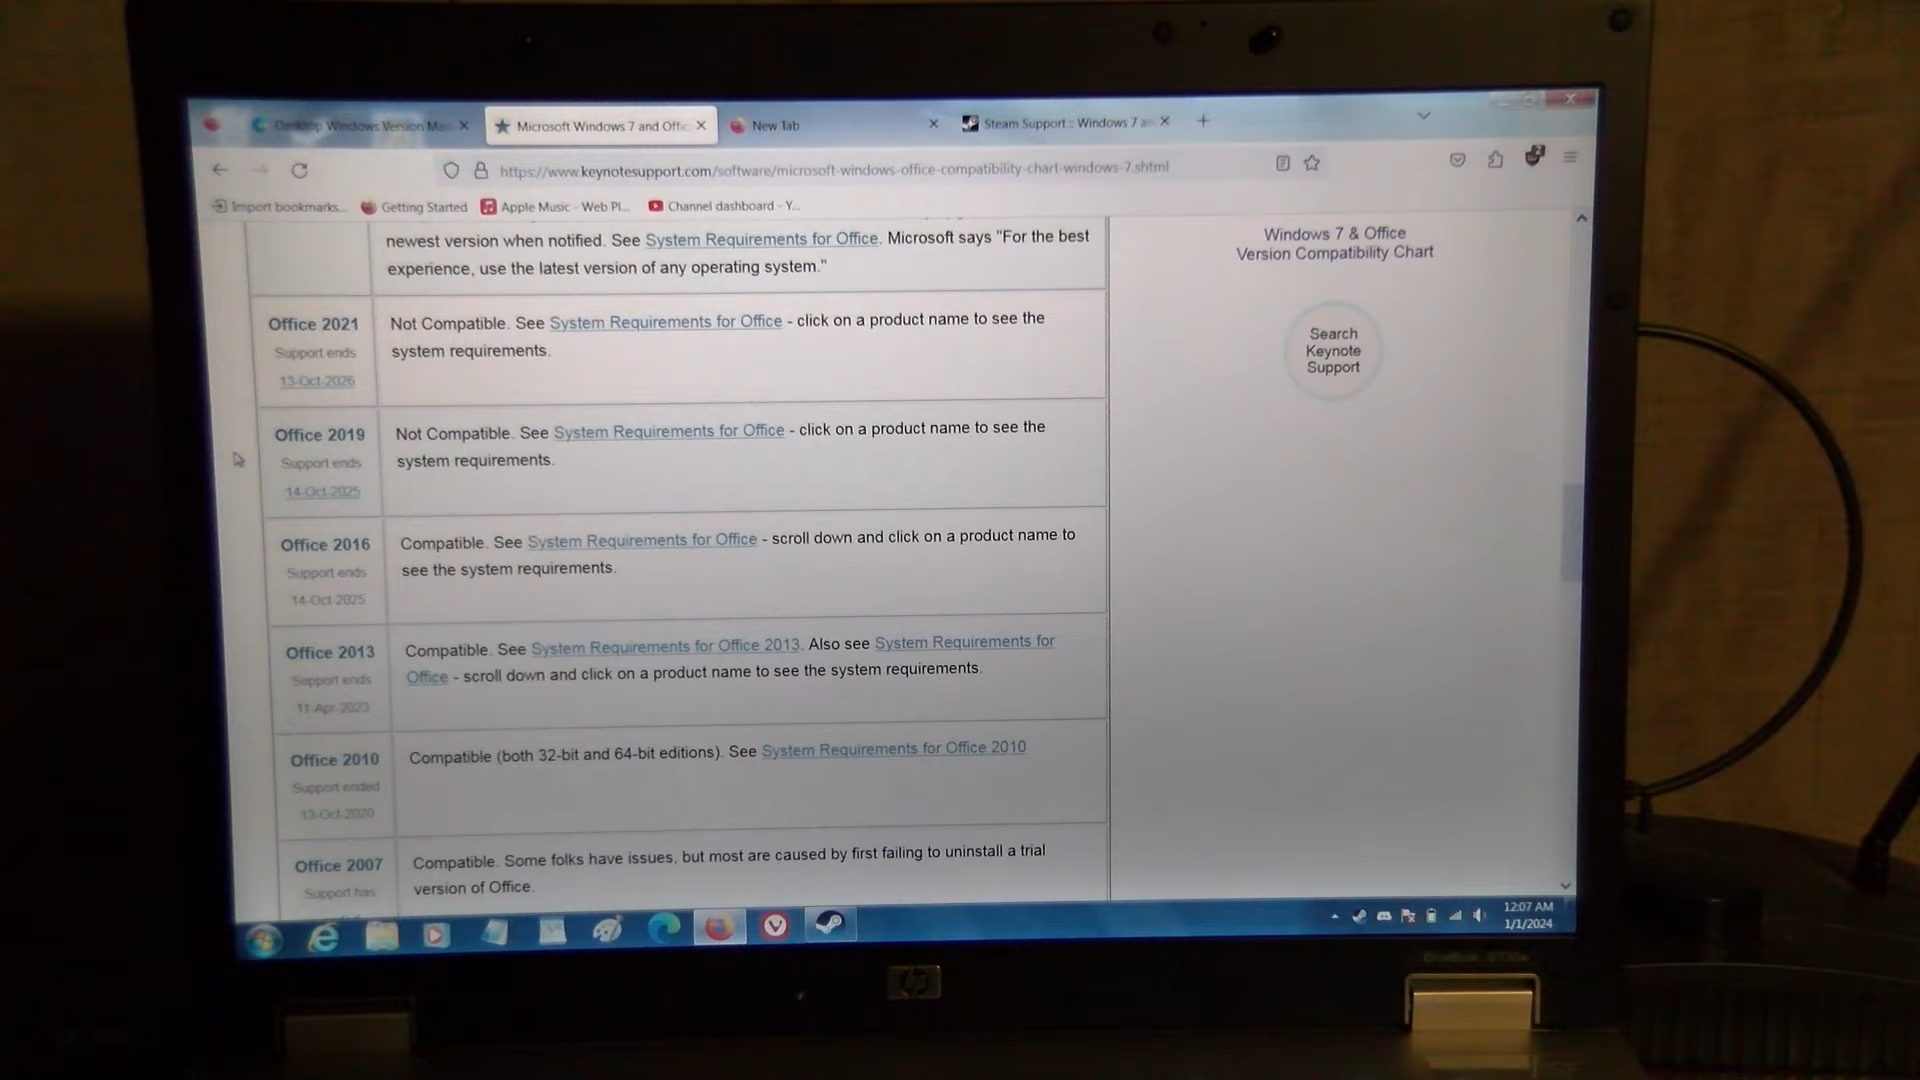 Desktop Windows Version Ma
Microsoft Windows 7 and Offic
New Tab
Steam Support :: Windows 7 a
https://www.keynotesupport.com/software/microsoft-windows-office-compatibility-chart-windows-7.shtml
2
Import bookmarks...
Getting Started
Apple Music - Web Pl...
Channel dashboard - Y...
newest version when notified. See System Requirements for Office. Microsoft says "For the best
experience, use the latest version of any operating system."
Windows 7 & Office
Version Compatibility Chart
Search
Keynote
Support
Office 2021
Support ends
13-Oct-2026
Not Compatible. See System Requirements for Office - click on a product name to see the
system requirements.
Office 2019
Support ends
14-Oct-2025
Not Compatible. See System Requirements for Office - click on a product name to see the
system requirements.
Office 2016
Support ends
14-Oct-2025
Compatible. See System Requirements for Office - scroll down and click on a product name to
see the system requirements.
Office 2013
Support ends
11-Apr-2023
Compatible. See System Requirements for Office 2013. Also see System Requirements for
Office - scroll down and click on a product name to see the system requirements.
Office 2010
Support ended
13-Oct-2020
Compatible (both 32-bit and 64-bit editions). See System Requirements for Office 2010
Office 2007
Support has
Compatible. Some folks have issues, but most are caused by first failing to uninstall a trial
version of Office.
12:07 AM
1/1/2024
hp